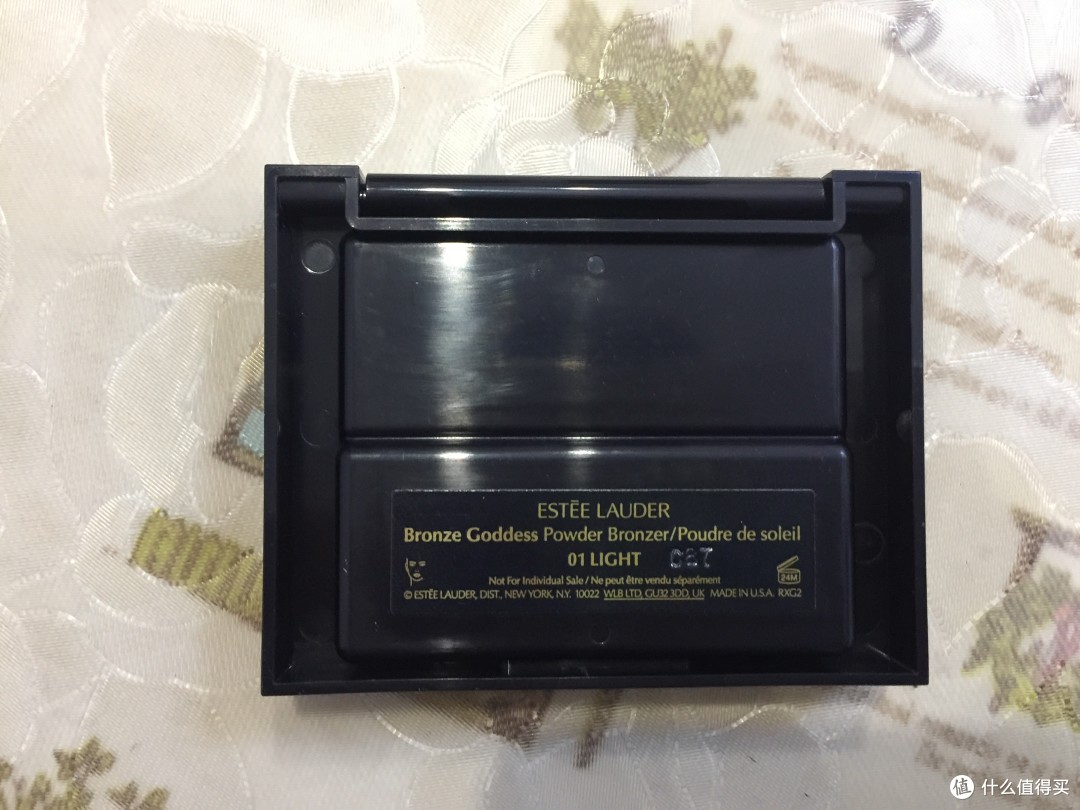 ESTĒE LAUDER
Bronze Goddess Powder Bronzer/Poudre de soleil
01 LIGHT
Not For Individual Sale / Ne peut être vendu séparément
24M
© ESTĒE LAUDER, DIST., NEW YORK, N.Y. 10022 WLB LTD, GU32 3DD, UK MADE IN U.S.A. RXG2
值 什么值得买